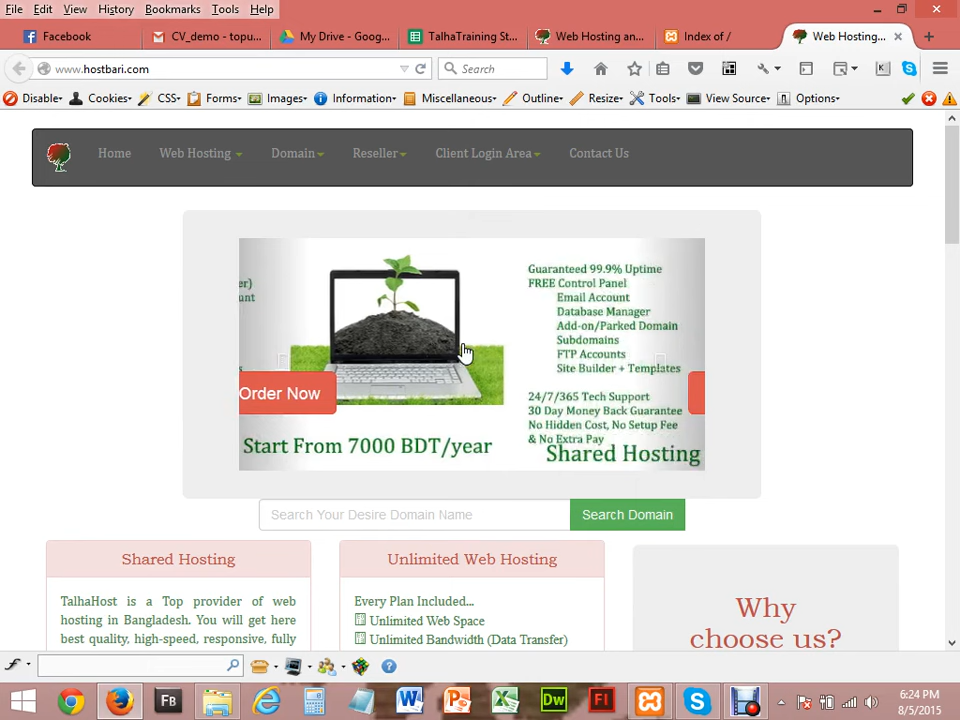 File Edit View History Bookmarks Tools Help
Facebook CV_demo - topu... My Drive - Goog... TalhaTraining St... Web Hosting an... Index of / Web Hosting...
www.hostbari.com Search
Disable Cookies CSS Forms Images Information Miscellaneous Outline Resize Tools View Source Options
Home Web Hosting Domain Reseller Client Login Area Contact Us
er)
ount
s
Order Now
Start From 7000 BDT/year
Guaranteed 99.9% Uptime
FREE Control Panel
Email Account
Database Manager
Add-on/Parked Domain
Subdomains
FTP Accounts
Site Builder + Templates
24/7/365 Tech Support
30 Day Money Back Guarantee
No Hidden Cost, No Setup Fee
& No Extra Pay
Shared Hosting
Search Your Desire Domain Name Search Domain
Shared Hosting
TalhaHost is a Top provider of web
hosting in Bangladesh. You will get here
best quality, high-speed, responsive, fully
Unlimited Web Hosting
Every Plan Included...
Unlimited Web Space
Unlimited Bandwidth (Data Transfer)
Why
choose us?
6:24 PM
8/5/2015